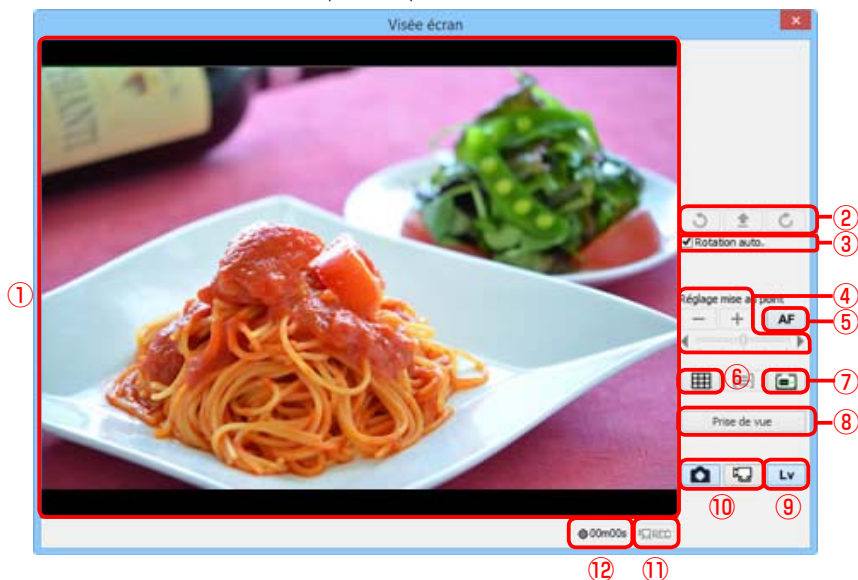 Visée écran
SHANTI
①
②
Rotation auto.
③
Réglage mise au point
④
− + AF
⑤
⑥
⑦
Prise de vue
⑧
Lv
⑩
⑨
00m00s
REC
⑫
⑪